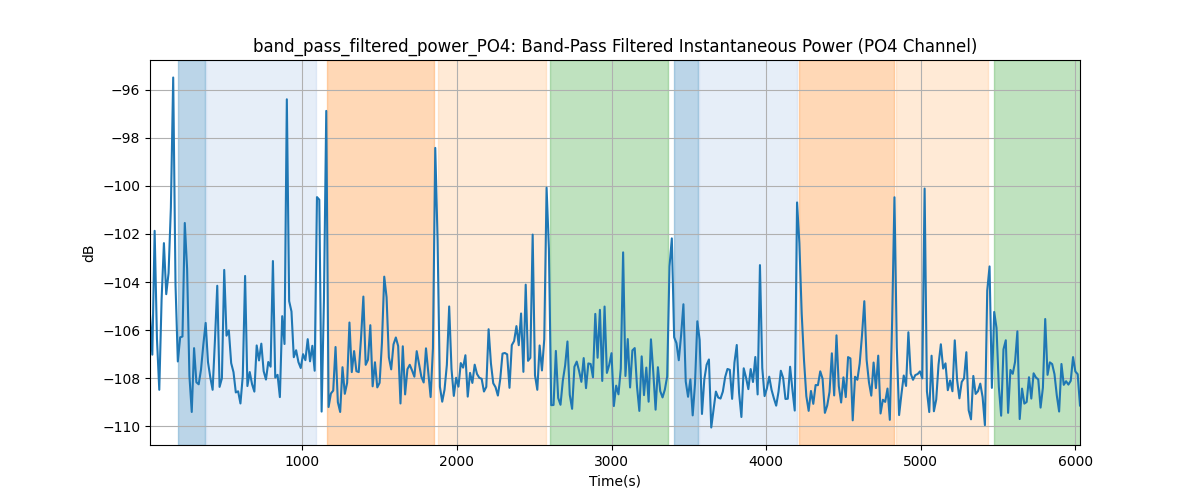 band_pass_filtered_power_PO4: Band-Pass Filtered Instantaneous Power (PO4 Channel)
−96
−98
−100
−102
−104
−106
−108
−110
dB
1000 2000 3000 4000 5000 6000
Time(s)